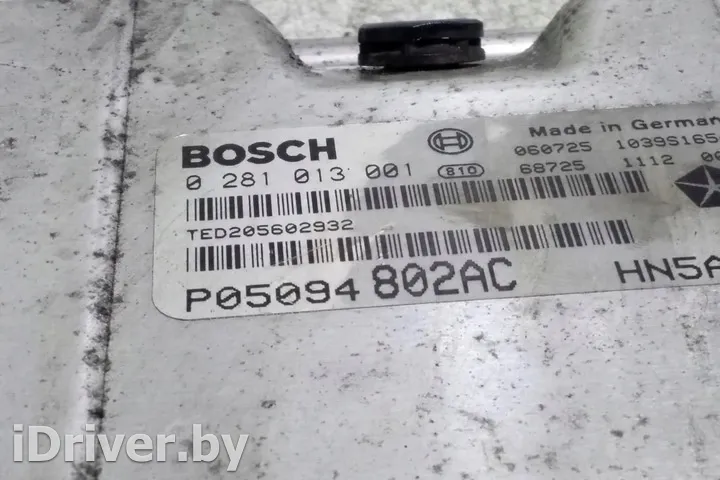 BOSCH Made in German
0 281 013 001 810 060725 1039S165
68725 1112
TED205602932
P05094 802AC HN5A
iDriver.by